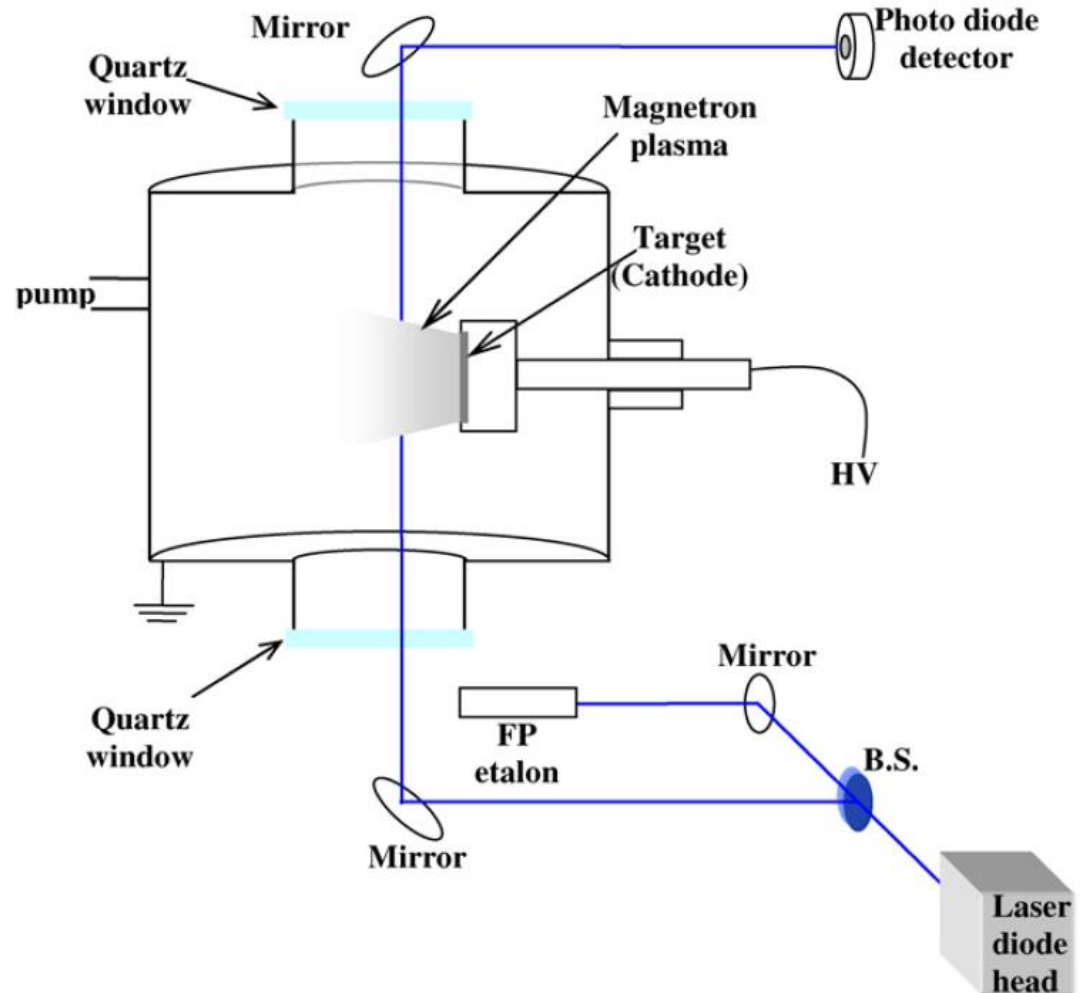 Mirror
Photo diode
detector
Quartz
window
Magnetron
plasma
Target
(Cathode)
pump
HV
Quartz
window
Mirror
FP
etalon
B.S.
Mirror
Laser
diode
head